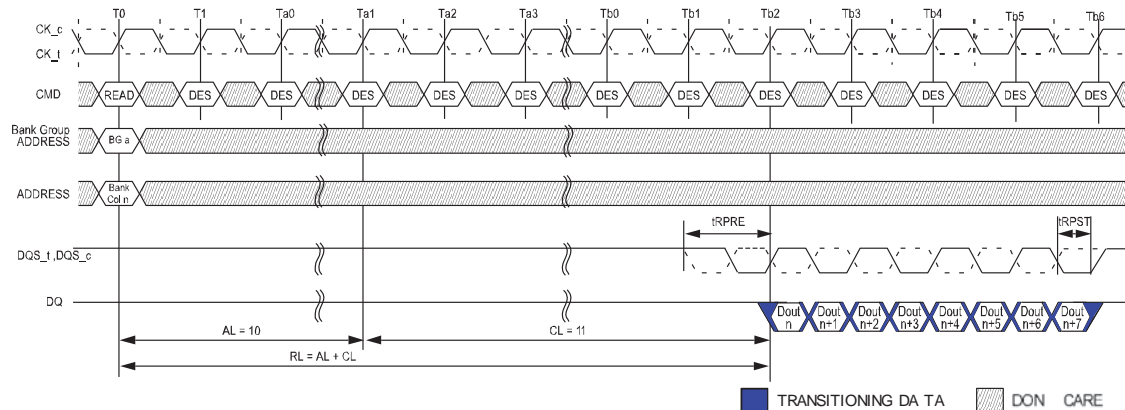 T0 T1 Ta0 Ta1 Ta2 Ta3 Tb0 Tb1 Tb2 Tb3 Tb4 Tb5 Tb6
CK_c
CK_t
CMD READ DES DES DES DES DES DES DES DES DES DES DES DES
Bank Group
ADDRESS BG a
ADDRESS Bank
Col n
tRPRE tRPST
DQS_t ,DQS_c
DQ Dout n Dout n+1 Dout n+2 Dout n+3 Dout n+4 Dout n+5 Dout n+6 Dout n+7
AL = 10 CL = 11
RL = AL + CL
TRANSITIONING DA TA DON CARE